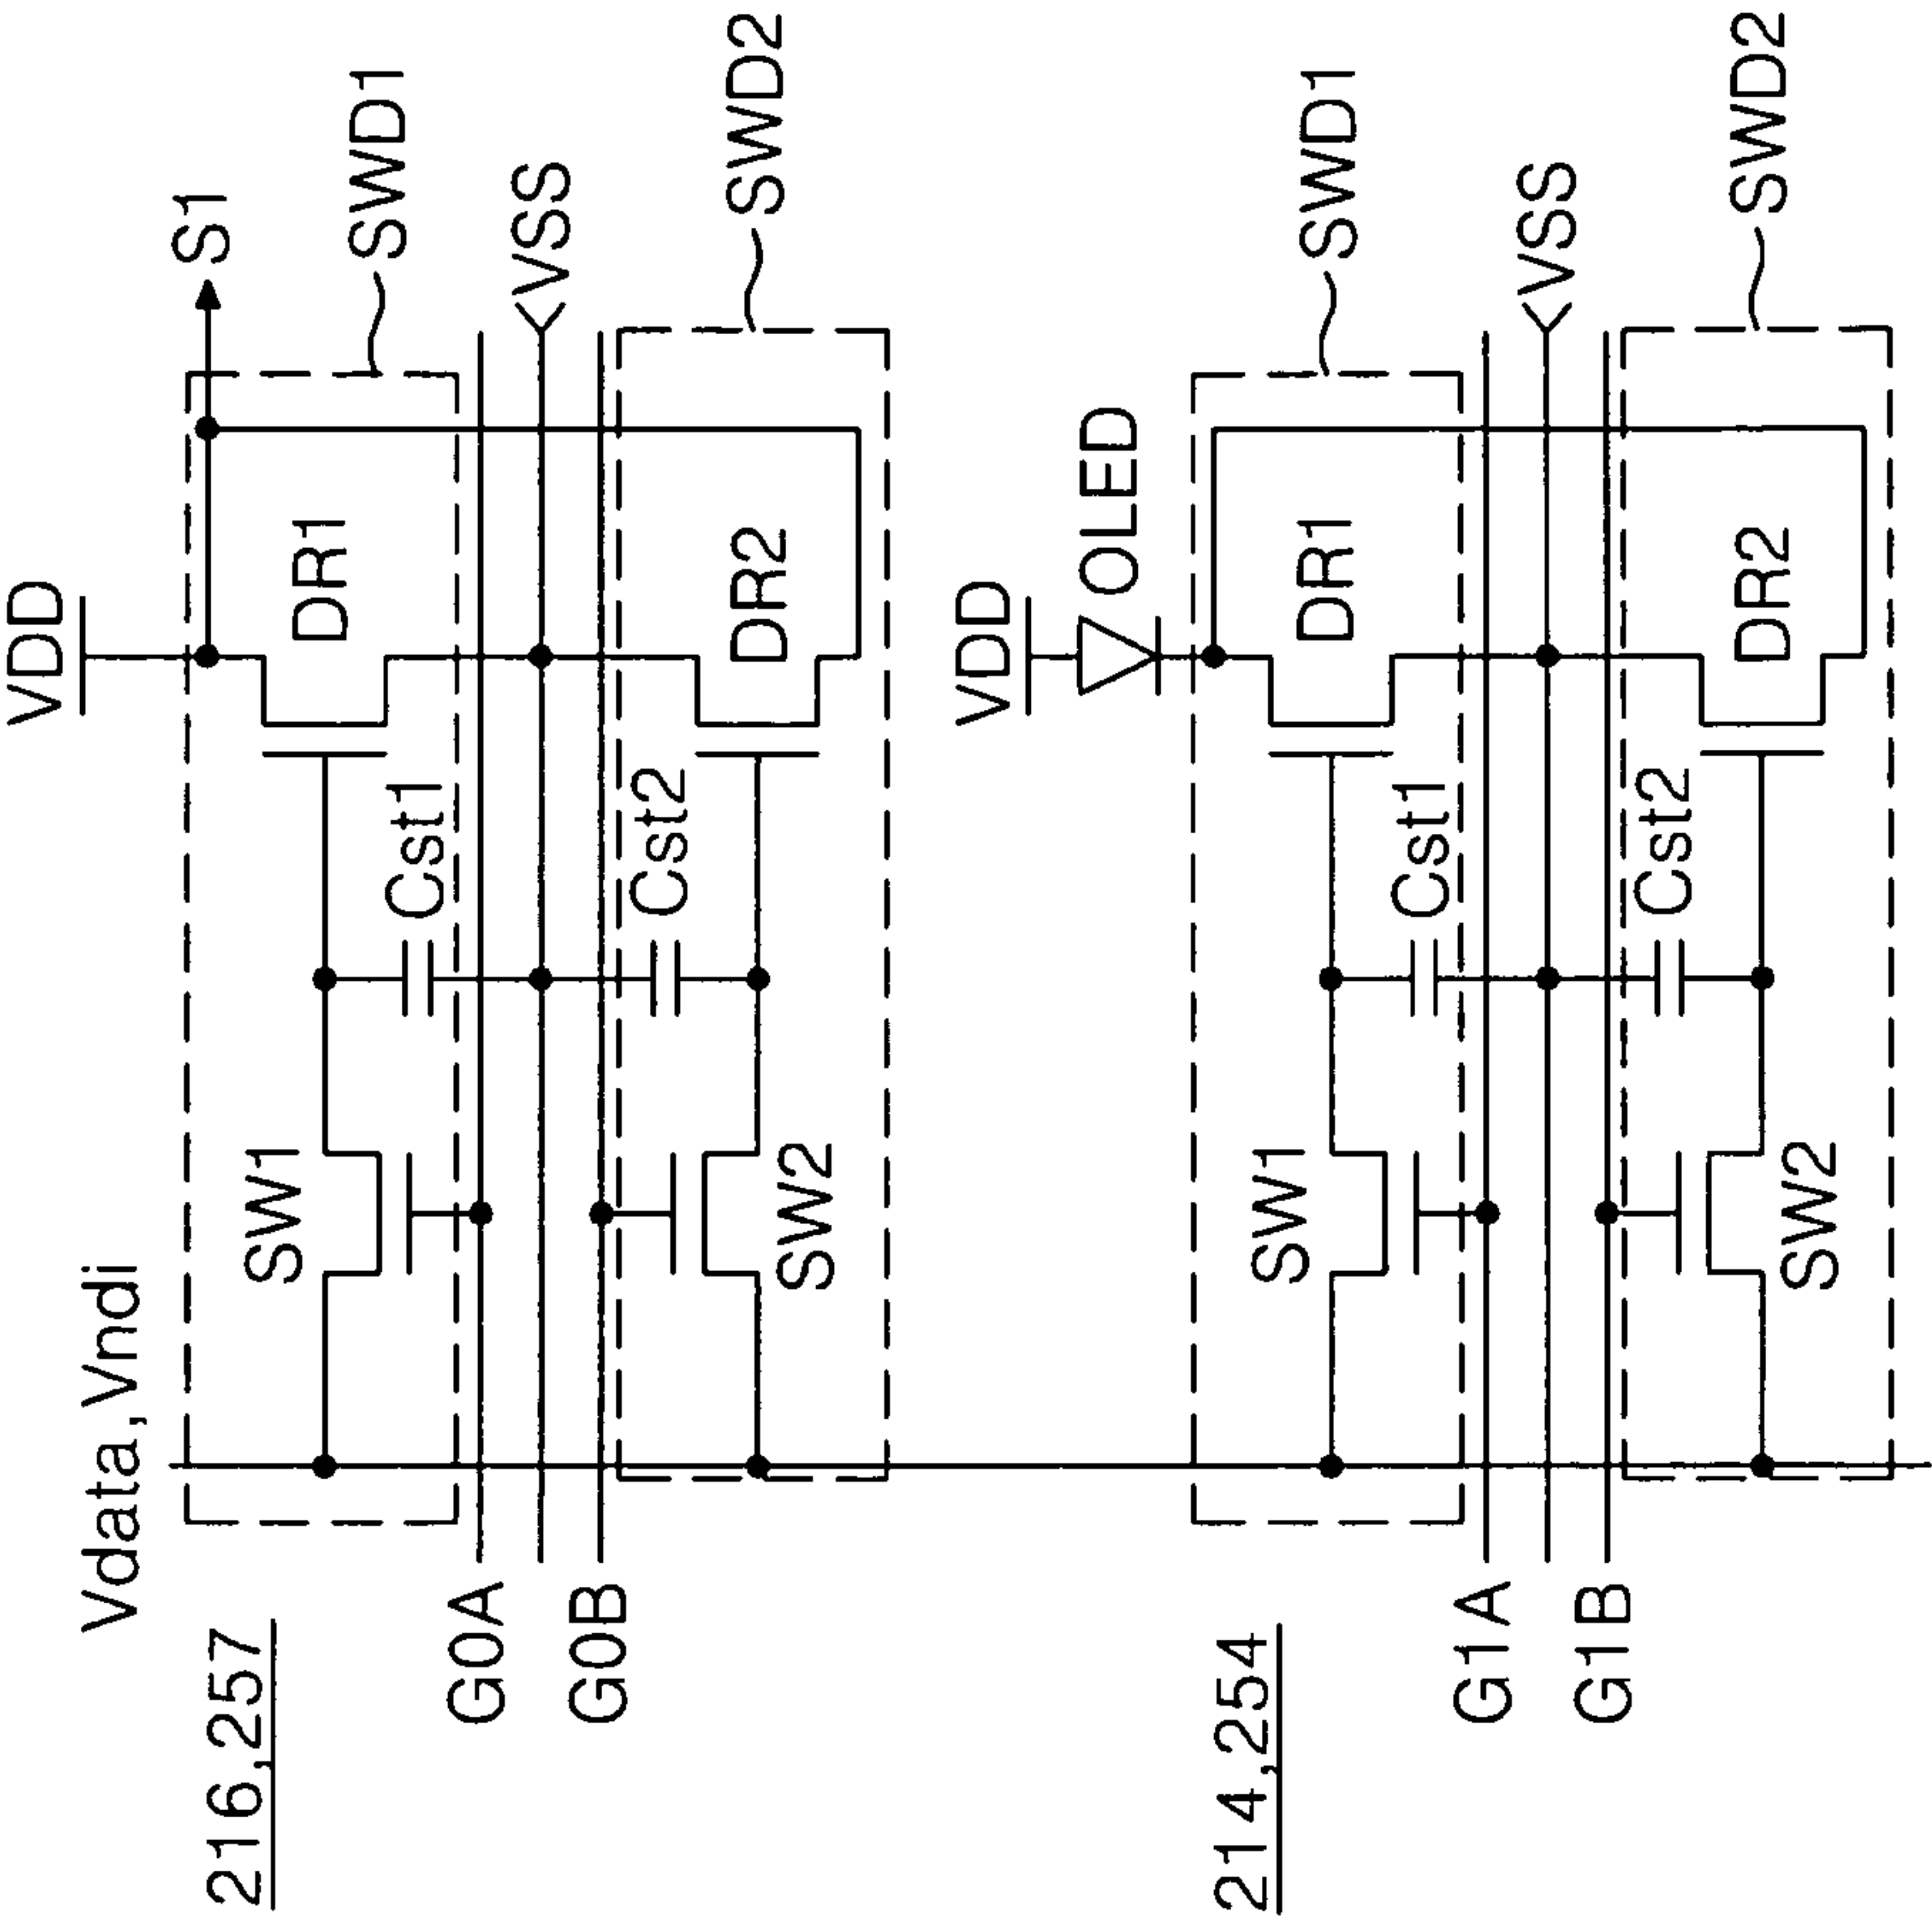 VDD
S1
Vdata,Vndi
216,257
SW1
DR1
SWD1
Cst1
G0A
VSS
G0B
Cst2
SW2
DR2
SWD2
VDD
OLED
214,254
SW1
DR1
SWD1
Cst1
G1A
VSS
G1B
Cst2
SW2
DR2
SWD2